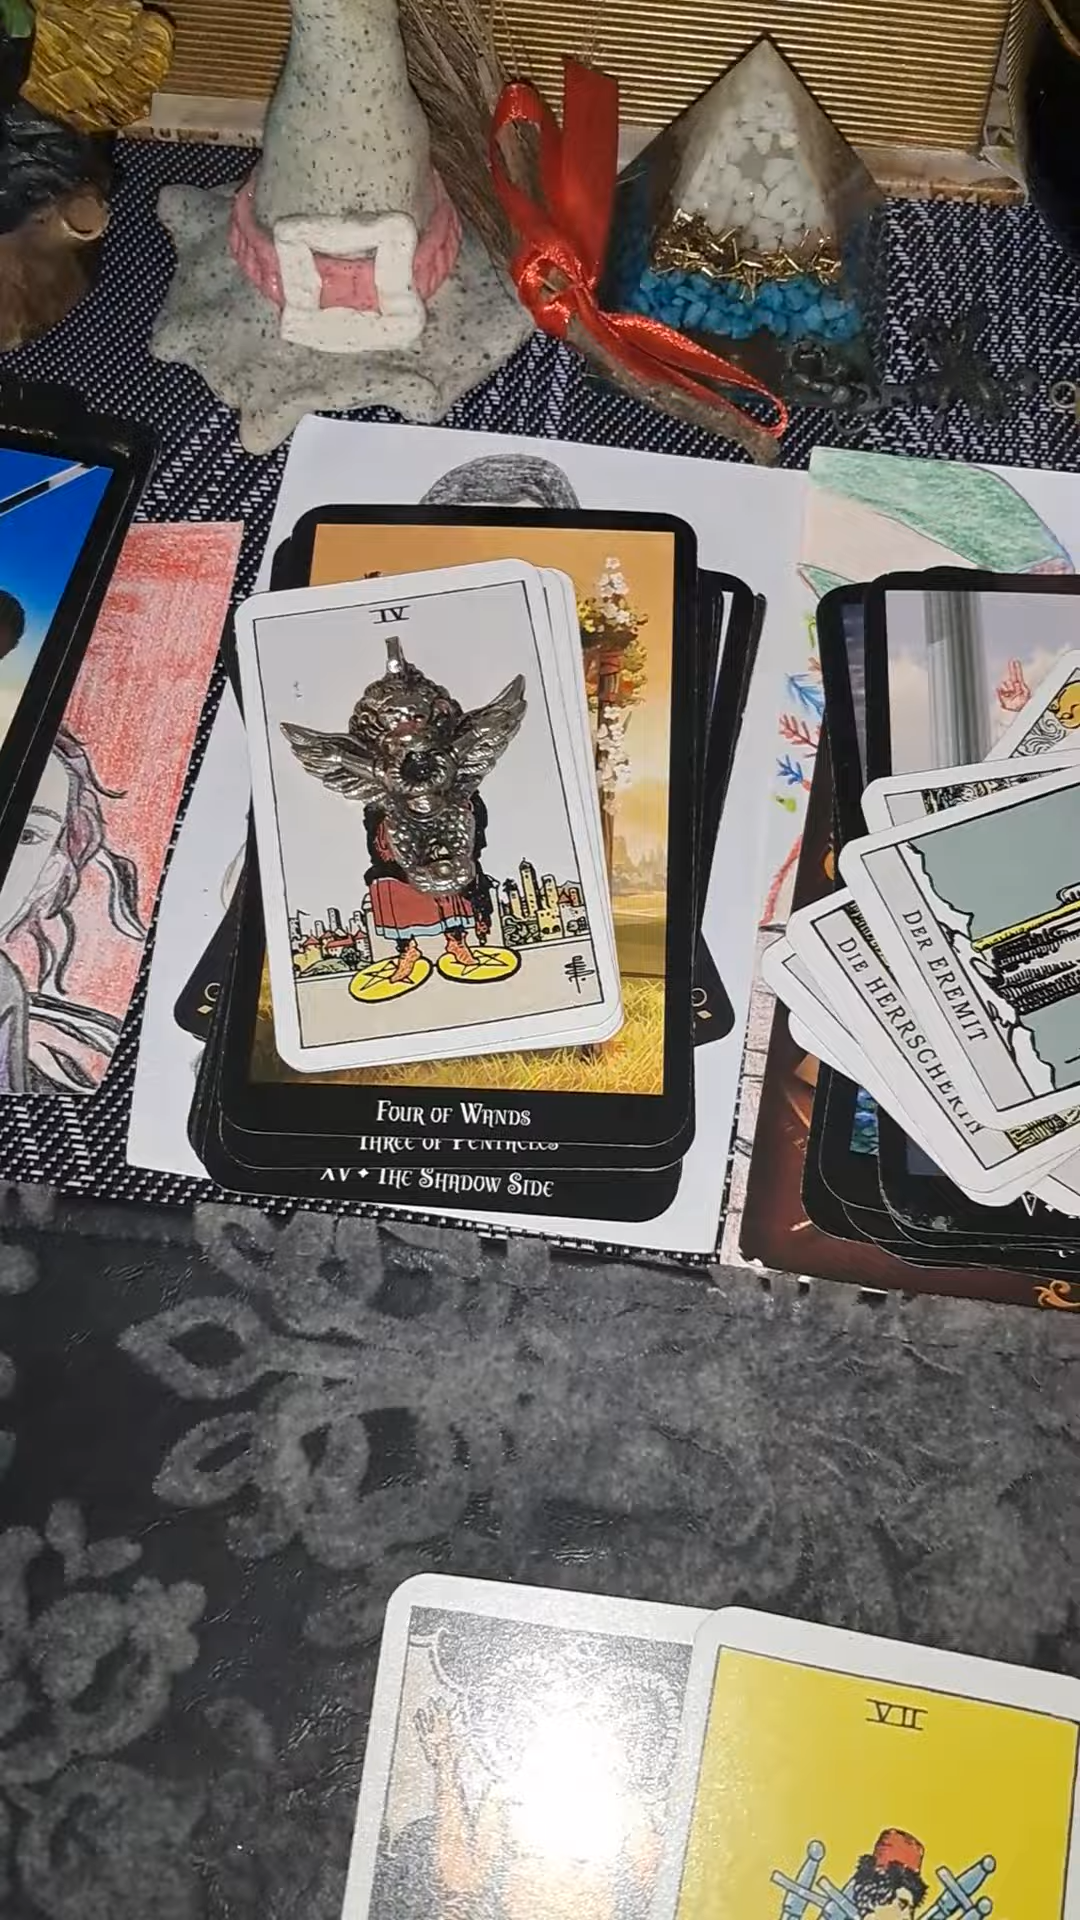 IV
FOUR OF WANDS
THREE OF PENTACLES
XV • THE SHADOW SIDE
DER EREMIT
DIE HERRSCHERIN
V
VII